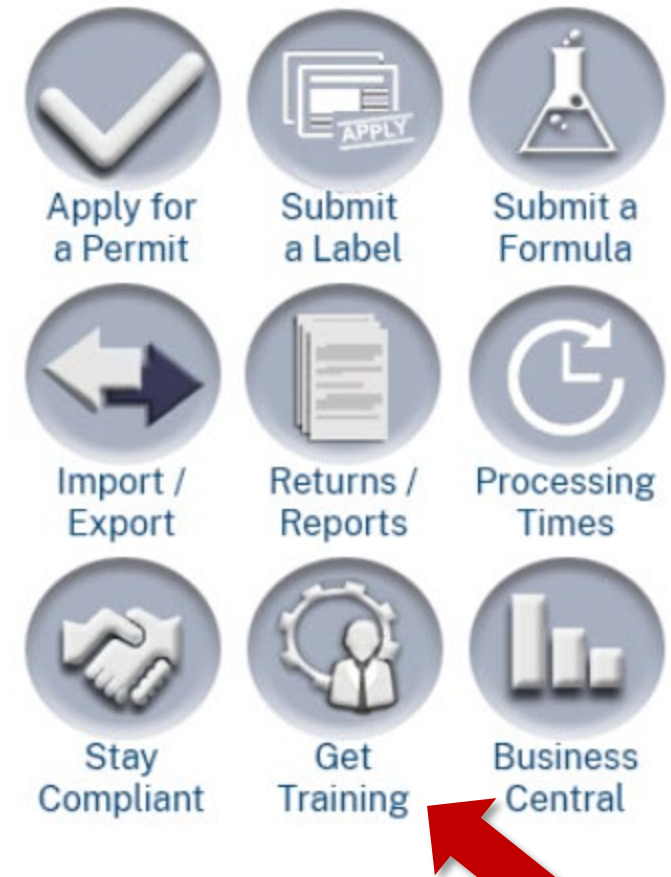 APPLY
Apply for
a Permit
Submit
a Label
Submit a
Formula
Import /
Export
Returns /
Reports
Processing
Times
Stay
Compliant
Get
Training
Business
Central